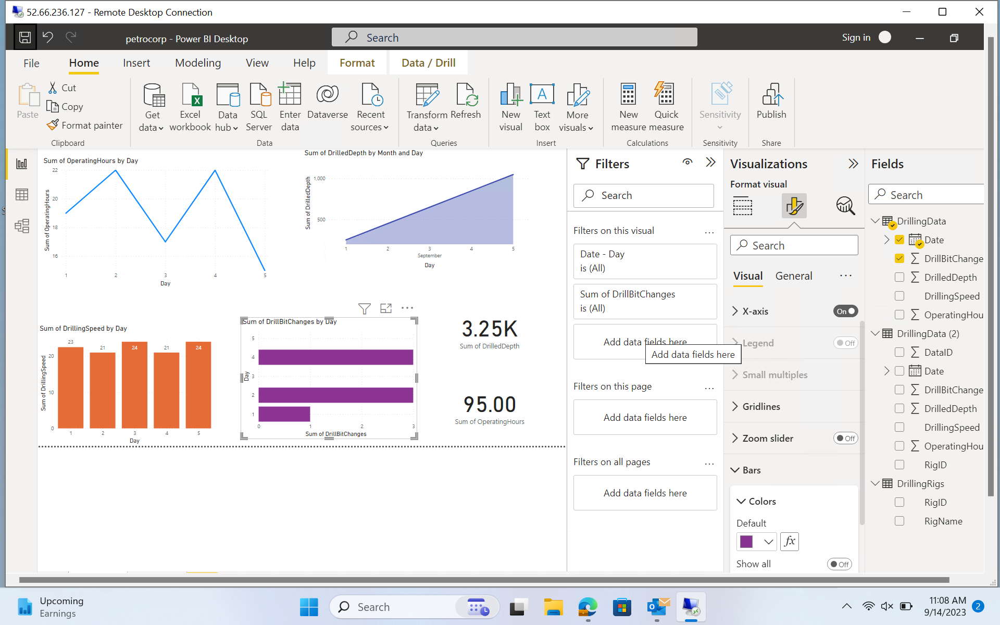 52.66.236.127 - Remote Desktop Connection
petrocorp - Power BI Desktop
Search
Sign in
File
Home
Insert
Modeling
View
Help
Format
Data / Drill
Paste
Cut
Copy
Format painter
Clipboard
Get
data
Excel
workbook
Data
hub
SQL
Server
Enter
data
Dataverse
Recent
sources
Data
Transform
data
Refresh
Queries
New
visual
Text
box
More
visuals
Insert
New
measure
Quick
measure
Calculations
Sensitivity
Sensitivity
Publish
Share
Sum of OperatingHours by Day
Sum of OperatingHours
22
20
18
16
1
2
3
4
5
Day
Sum of DrilledDepth by Month and Day
Sum of DrilledDepth
1,000
500
1
2
3
4
5
September
Day
Sum of DrillingSpeed by Day
Sum of DrillingSpeed
20
10
0
23
21
24
21
24
1
2
3
4
5
Day
Sum of DrillBitChanges by Day
Day
5
4
3
2
1
0
1
2
3
Sum of DrillBitChanges
3.25K
Sum of DrilledDepth
95.00
Sum of OperatingHours
Filters
Search
Filters on this visual
Date - Day
is (All)
Sum of DrillBitChanges
is (All)
Add data fields here
Add data fields here
Filters on this page
Add data fields here
Filters on all pages
Add data fields here
Visualizations
Format visual
Search
Visual
General
X-axis
On
Legend
Off
Small multiples
Gridlines
Zoom slider
Off
Bars
Colors
Default
fx
Show all
Off
Fields
Search
DrillingData
Date
DrillBitChange
DrilledDepth
DrillingSpeed
OperatingHou
DrillingData (2)
DataID
Date
DrillBitChange
DrilledDepth
DrillingSpeed
OperatingHou
RigID
DrillingRigs
RigID
RigName
Upcoming
Earnings
Search
11:08 AM
9/14/2023
2